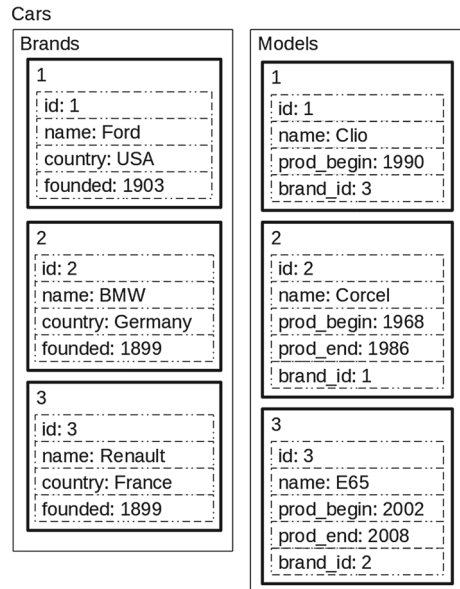 Cars
Brands
1
id: 1
name: Ford
country: USA
founded: 1903
2
id: 2
name: BMW
country: Germany
founded: 1899
3
id: 3
name: Renault
country: France
founded: 1899
Models
1
id: 1
name: Clio
prod_begin: 1990
brand_id: 3
2
id: 2
name: Corcel
prod_begin: 1968
prod_end: 1986
brand_id: 1
3
id: 3
name: E65
prod_begin: 2002
prod_end: 2008
brand_id: 2